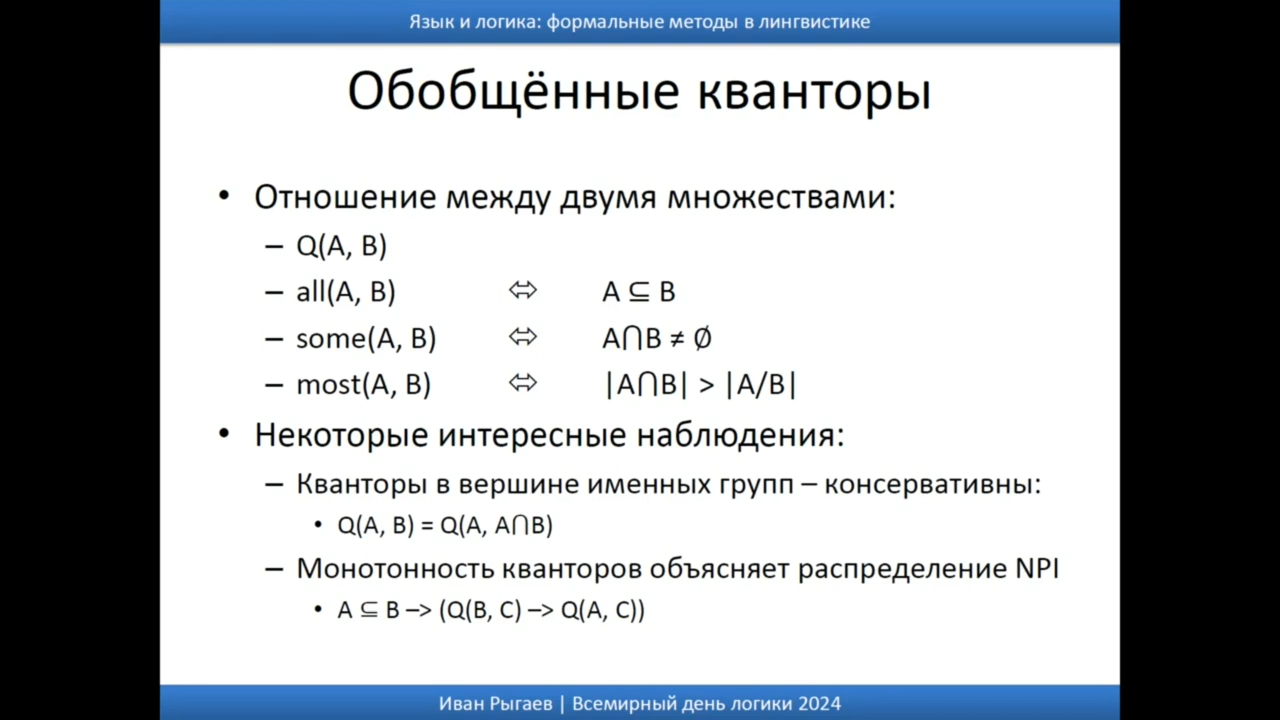 Язык и логика: формальные методы в лингвистике
Обобщённые кванторы
• Отношение между двумя множествами:
– Q(A, B)
– all(A, B) ⬄ A ⊆ B
– some(A, B) ⬄ A⋂B ≠ Ø
– most(A, B) ⬄ |A⋂B| > |A/B|
• Некоторые интересные наблюдения:
– Кванторы в вершине именных групп – консервативны:
• Q(A, B) = Q(A, A⋂B)
– Монотонность кванторов объясняет распределение NPI
• A ⊆ B –> (Q(B, C) –> Q(A, C))
Иван Рыгаев | Всемирный день логики 2024